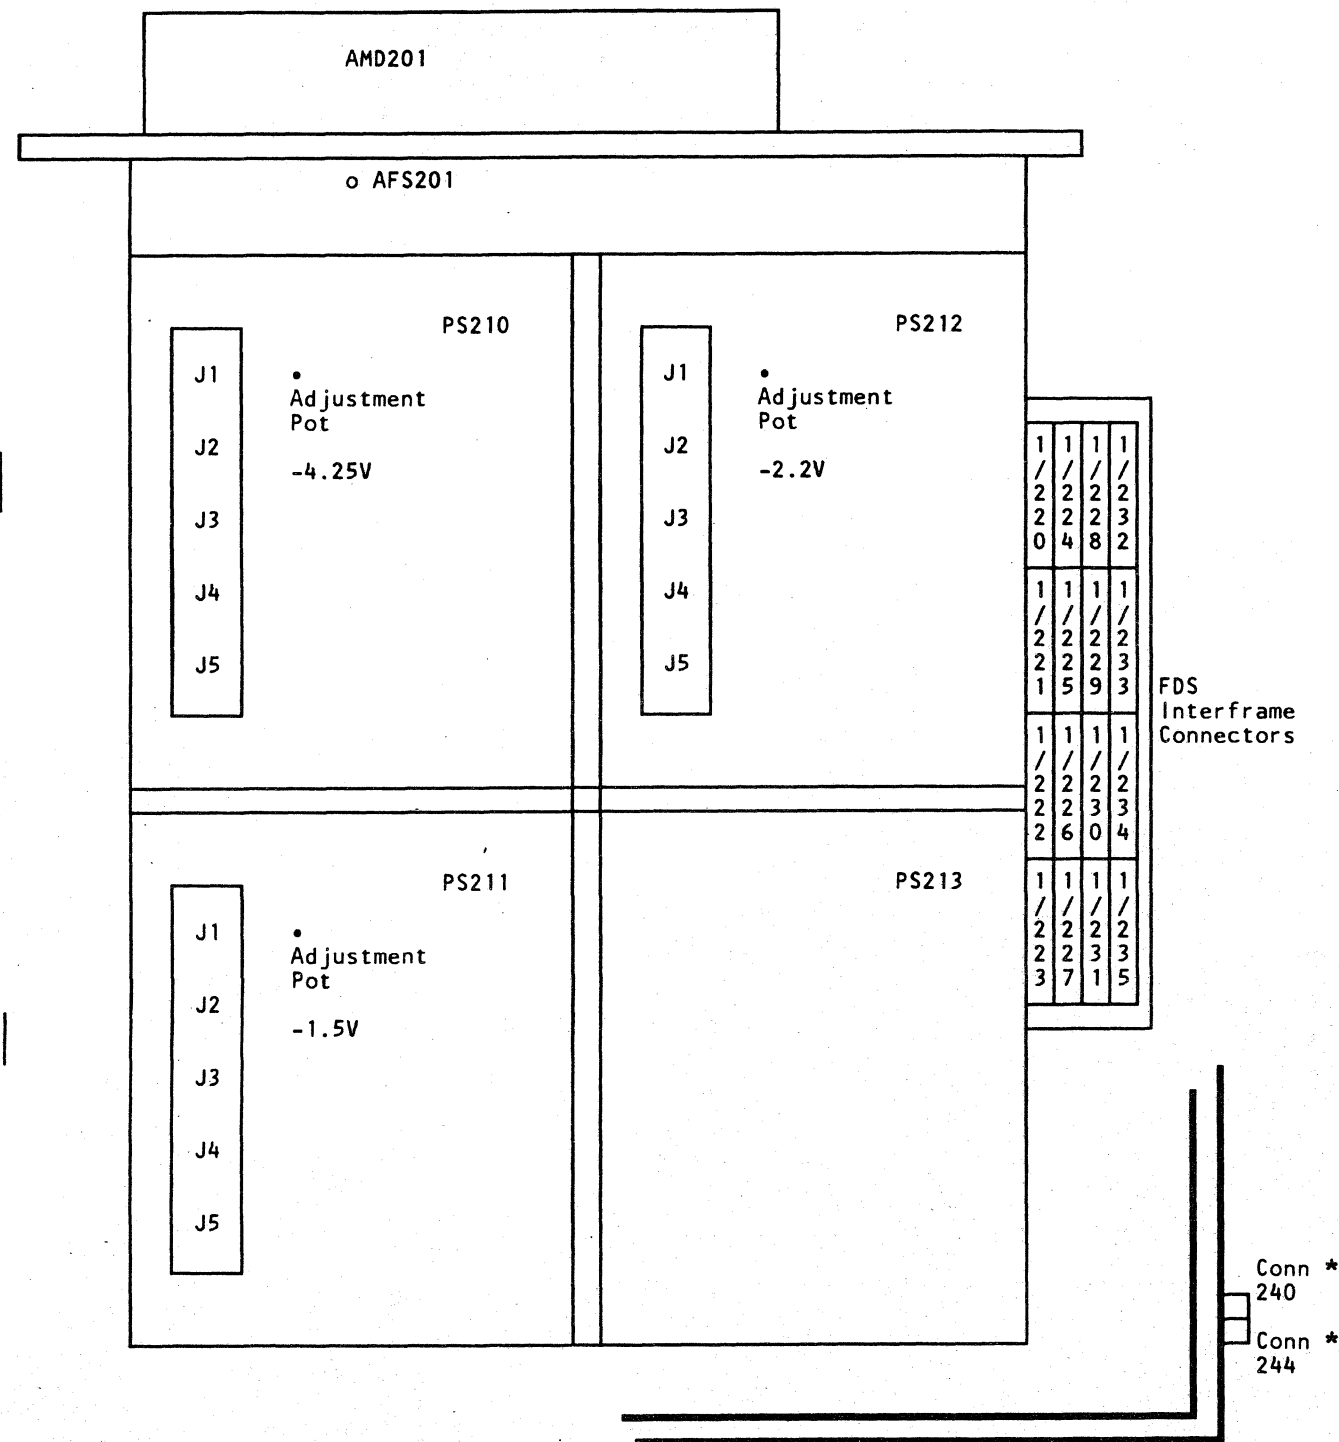 AMD201
o AFS201
PS210
J1
J2
J3
J4
J5
Adjustment
Pot
-4.25V
PS212
J1
J2
J3
J4
J5
Adjustment
Pot
-2.2V
1/220
1/224
1/228
1/232
1/221
1/225
1/229
1/233
1/222
1/226
1/230
1/234
1/223
1/227
1/231
1/235
FDS
Interframe
Connectors
PS211
J1
J2
J3
J4
J5
Adjustment
Pot
-1.5V
PS213
Conn *
240
Conn *
244